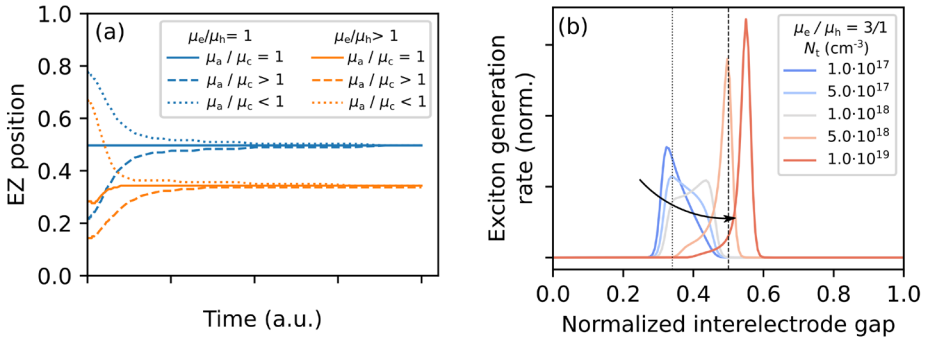 (a)
μe/μh= 1
μa / μc = 1
μa / μc > 1
μa / μc < 1
μe/μh> 1
μa / μc = 1
μa / μc > 1
μa / μc < 1
1.0
0.8
0.6
0.4
0.2
0.0
EZ position
Time (a.u.)
(b)
μe / μh = 3/1
Nt (cm-3)
1.0·10^17
5.0·10^17
1.0·10^18
5.0·10^18
1.0·10^19
Exciton generation
rate (norm.)
0.0 0.2 0.4 0.6 0.8 1.0
Normalized interelectrode gap